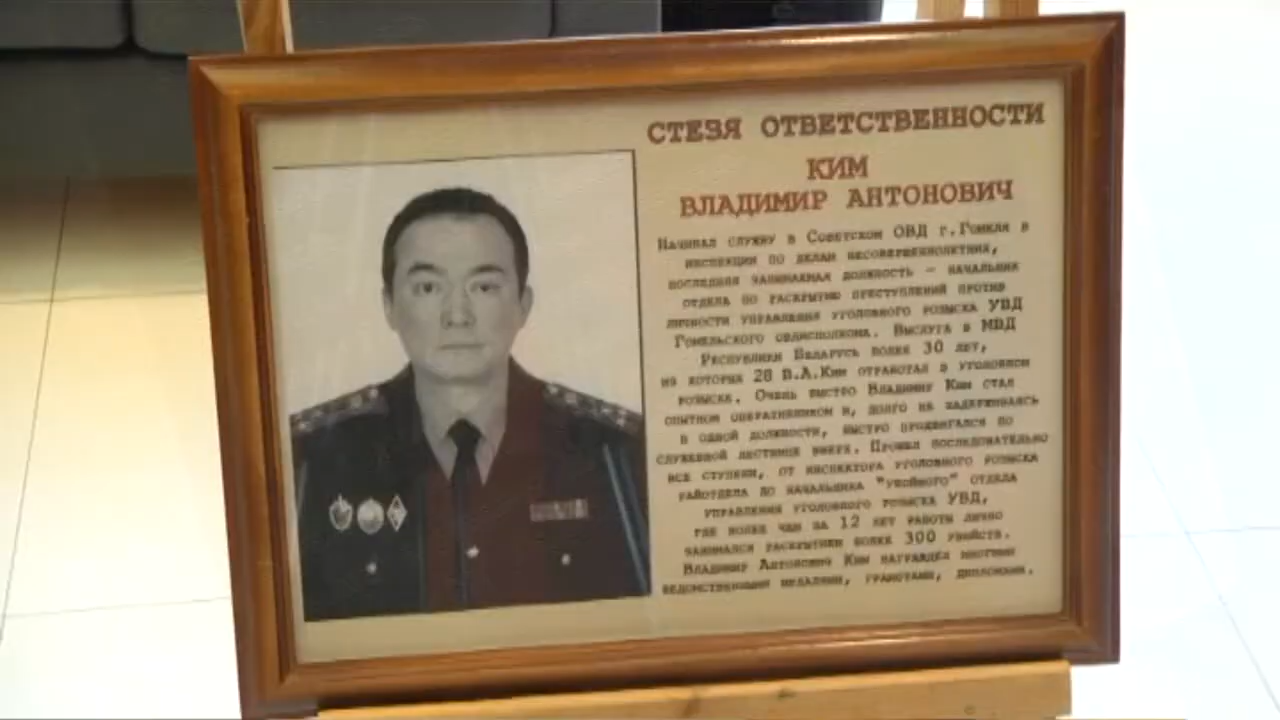 СТЕЗЯ ОТВЕТСТВЕННОСТИ
КИМ
ВЛАДИМИР АНТОНОВИЧ
Начинал службу в Советском ОВД г.Гомеля в
инспекции по делам несовершеннолетних,
последняя занимаемая должность – начальник
отдела по раскрытию преступлений против
личности управления уголовного розыска УВД
Гомельского облисполкома. Выслуга в МВД
Республики Беларусь более 30 лет,
из которых 28 В.А.Ким отработал в уголовном
розыске. Очень быстро Владимир Ким стал
опытным оперативником и, долго не задерживаясь
в одной должности, быстро продвигался по
служебной лестнице вверх. Прошел последовательно
все ступени, от инспектора уголовного розыска
райотдела до начальника "убойного" отдела
управления уголовного розыска УВД,
где более чем за 12 лет работы лично
занимался раскрытием более 300 убийств.
Владимир Антонович Ким награждён многими
ведомственными медалями, грамотами, дипломами.